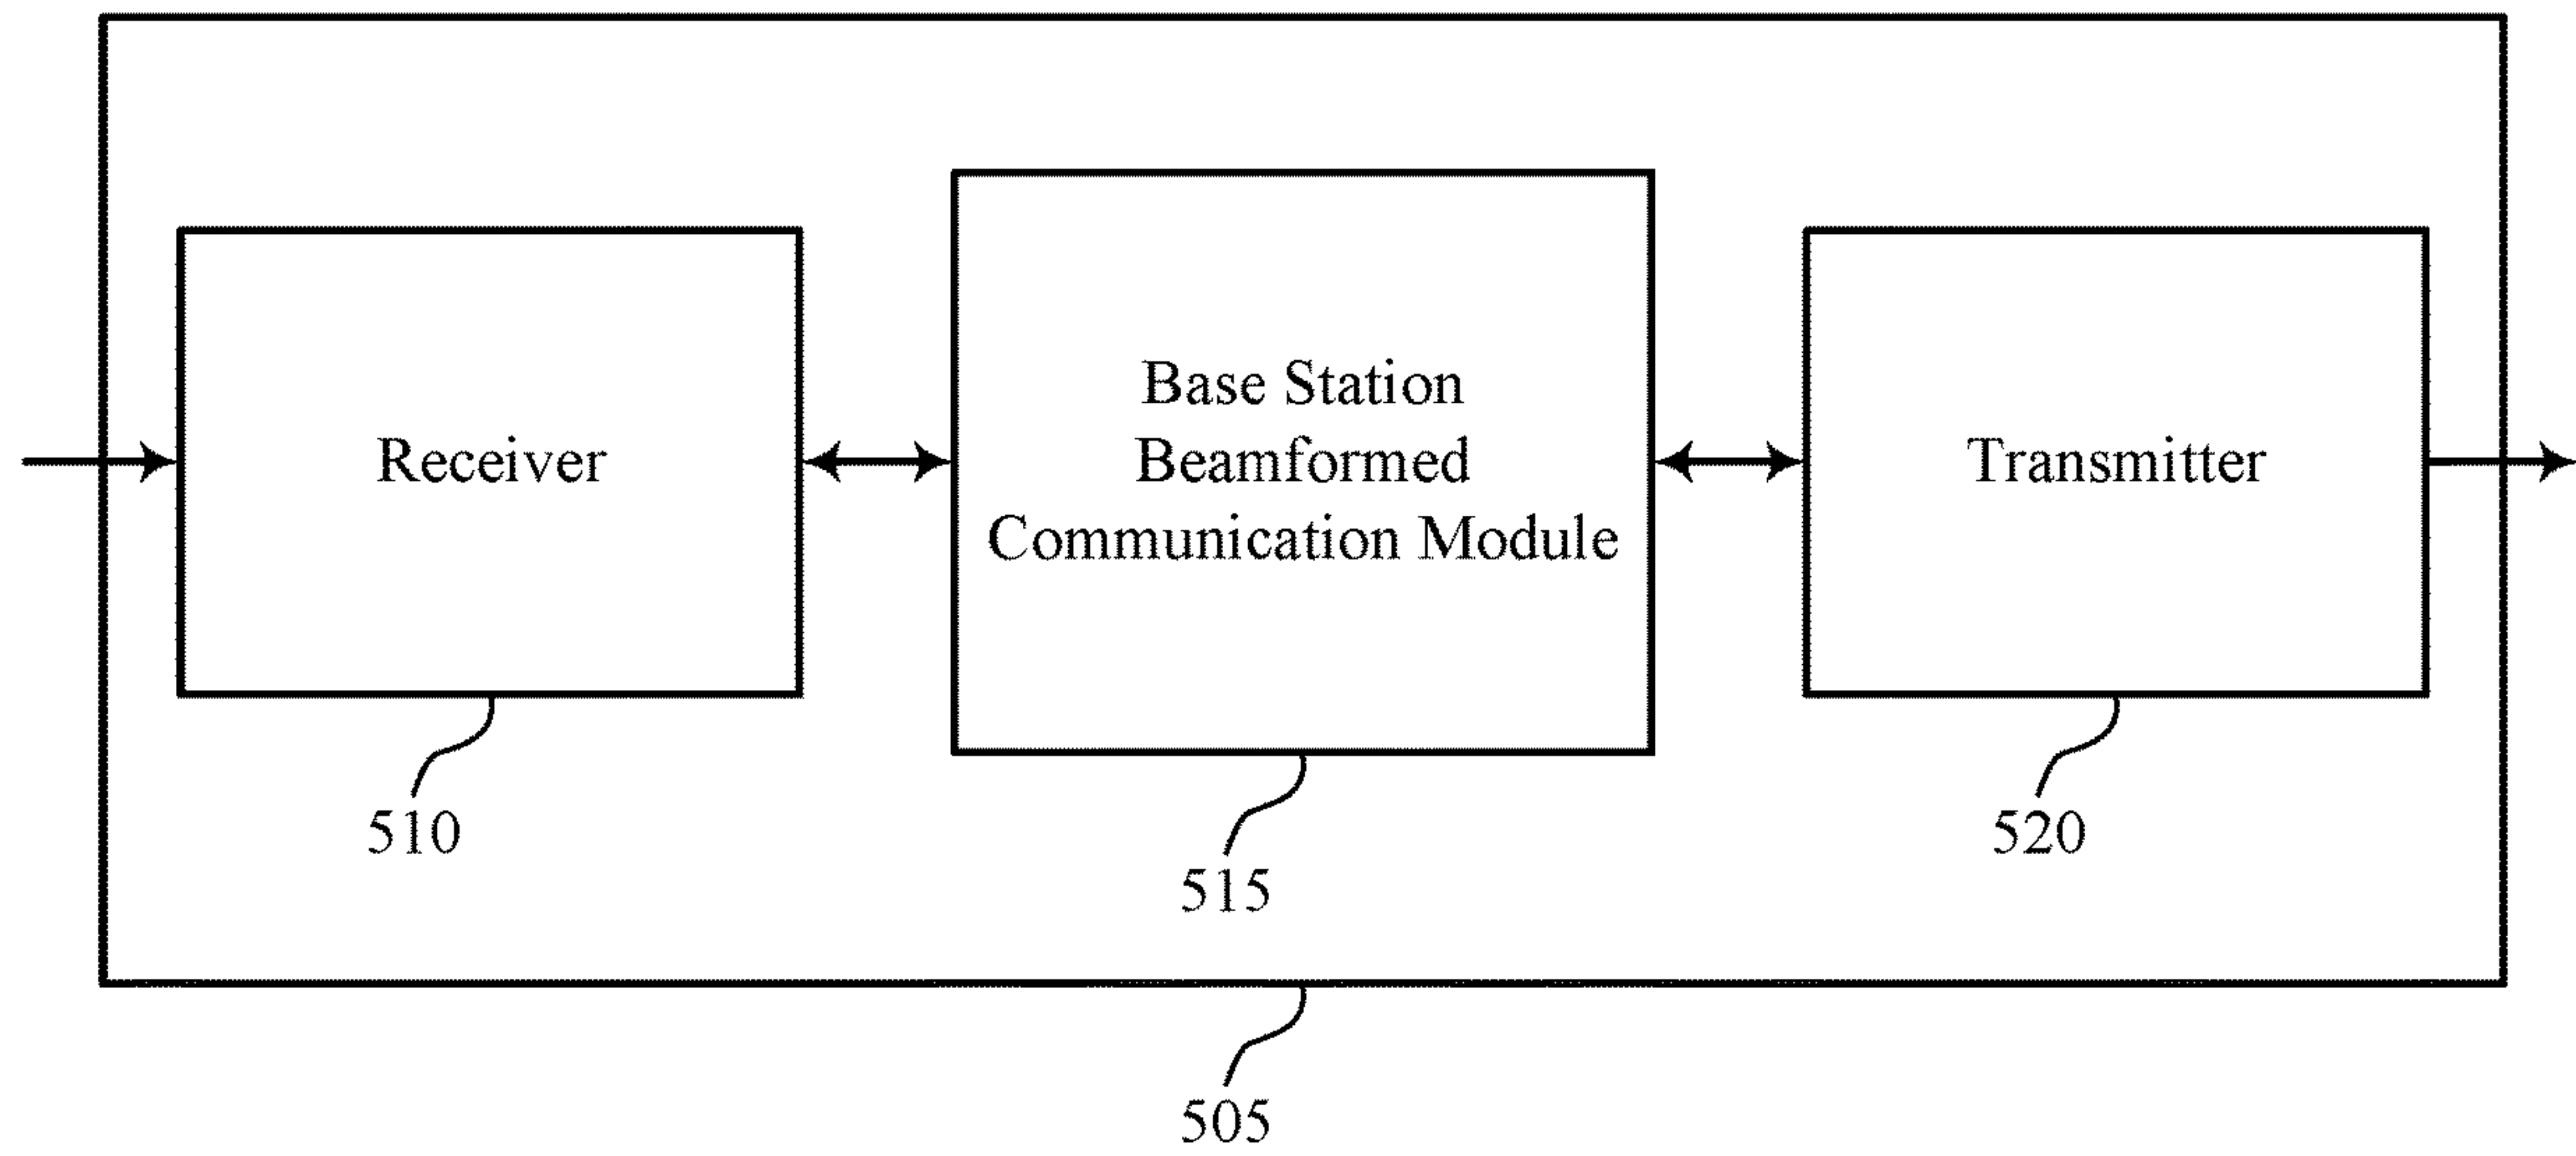 Receiver
Base Station
Beamformed
Communication Module
Transmitter
510
515
520
505